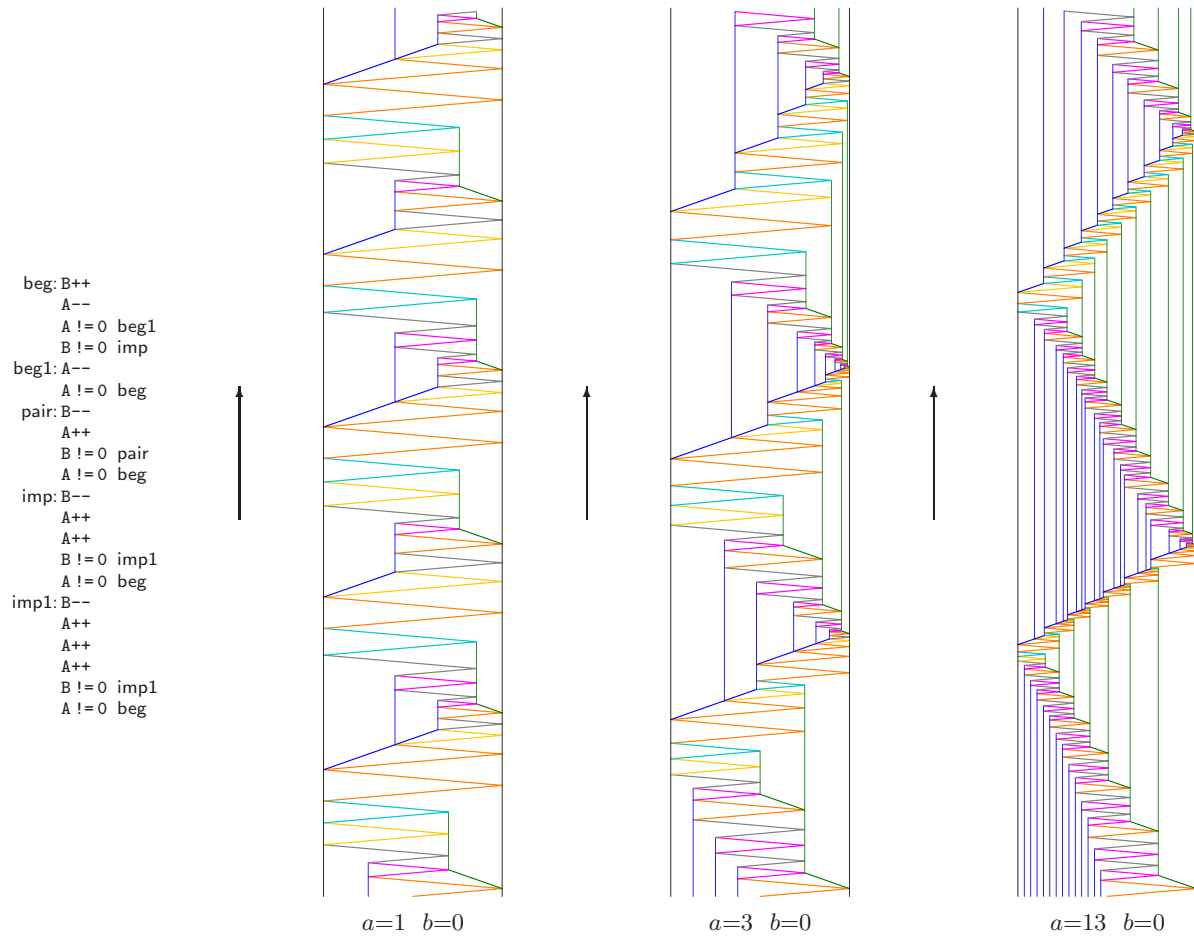 beg: B++
A--
A != 0 beg1
B != 0 imp
beg1: A--
A != 0 beg
pair: B--
A++
B != 0 pair
A != 0 beg
imp: B--
A++
A++
B != 0 imp1
A != 0 beg
imp1: B--
A++
A++
A++
B != 0 imp1
A != 0 beg
a=1 b=0
a=3 b=0
a=13 b=0